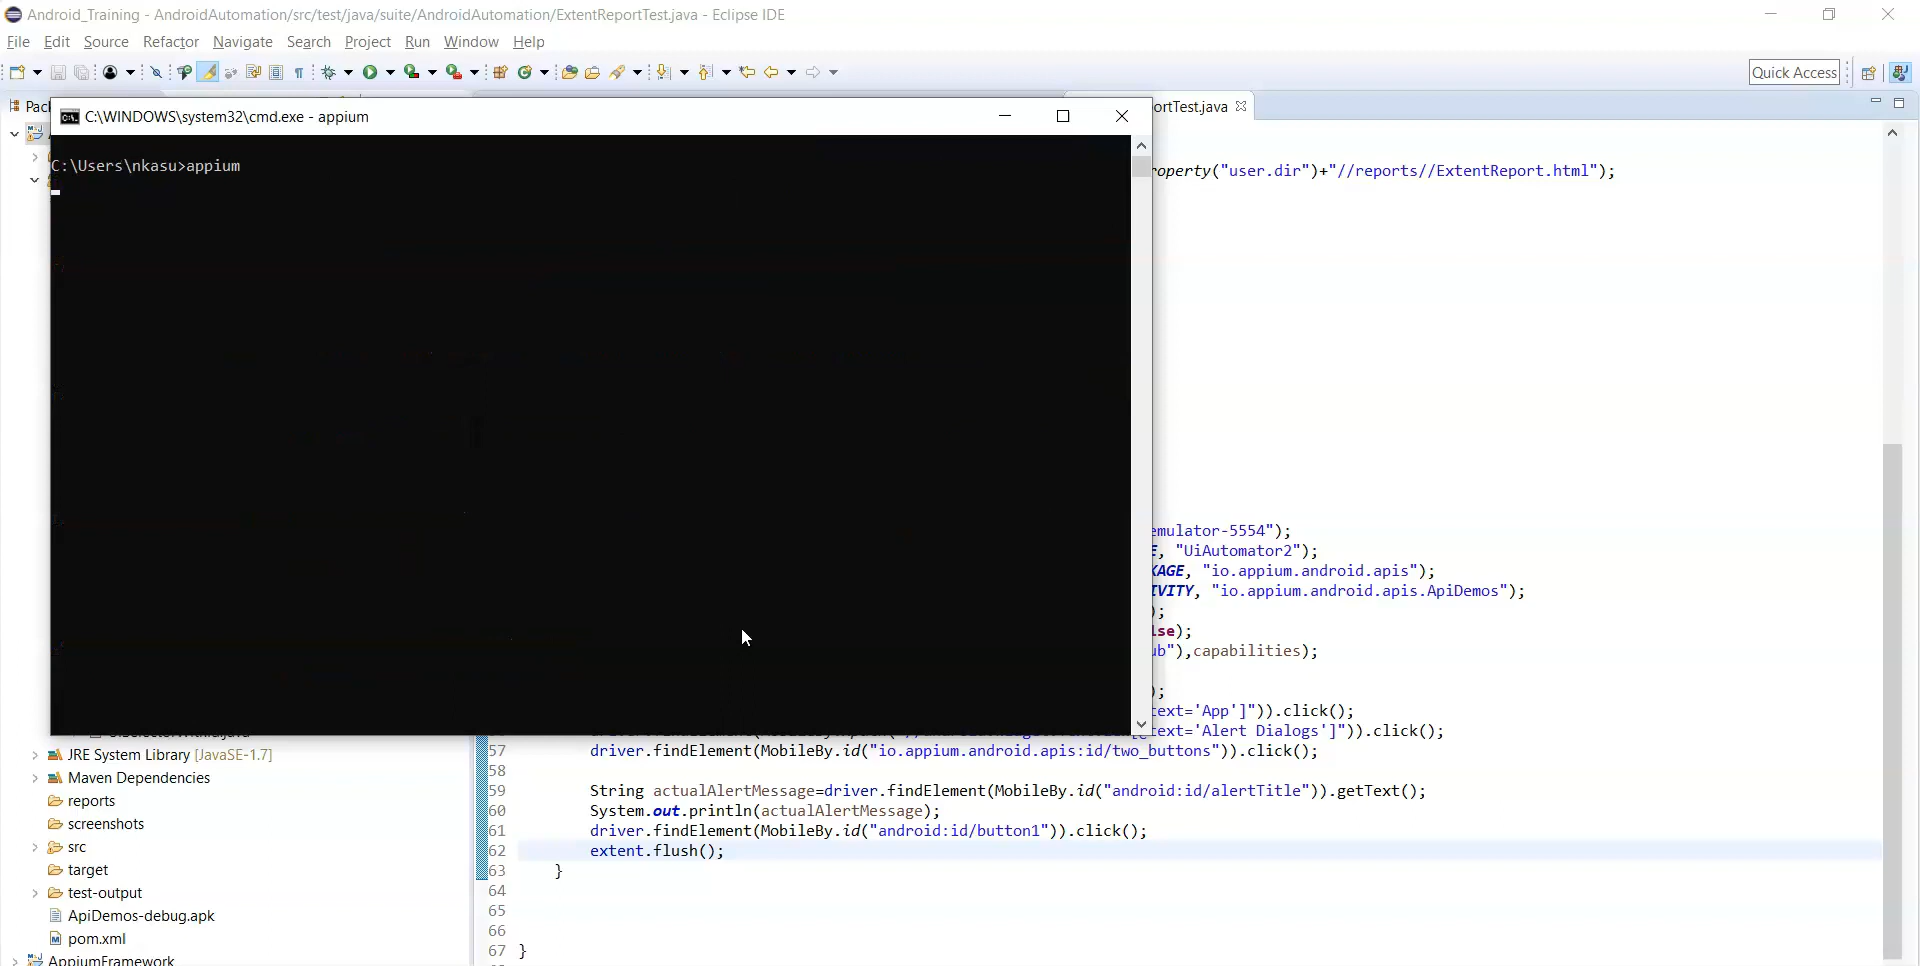 Android_Training - AndroidAutomation/src/test/java/suite/AndroidAutomation/ExtentReportTest.java - Eclipse IDE
File Edit Source Refactor Navigate Search Project Run Window Help
Quick Access
Pack
C:\WINDOWS\system32\cmd.exe - appium
ortTest.java
C:\Users\nkasu>appium
roperty("user.dir")+"//reports//ExtentReport.html");
emulator-5554");
E, "UiAutomator2");
KAGE, "io.appium.android.apis");
IVITY, "io.appium.android.apis.ApiDemos");
);
lse);
ub"),capabilities);
);
text='App']")).click();
text='Alert Dialogs']")).click();
57 driver.findElement(MobileBy.id("io.appium.android.apis:id/two_buttons")).click();
58
59 String actualAlertMessage=driver.findElement(MobileBy.id("android:id/alertTitle")).getText();
60 System.out.println(actualAlertMessage);
61 driver.findElement(MobileBy.id("android:id/button1")).click();
62 extent.flush();
63 }
64
65
66
67 }
JRE System Library [JavaSE-1.7]
Maven Dependencies
reports
screenshots
src
target
test-output
ApiDemos-debug.apk
pom.xml
AppiumFramework